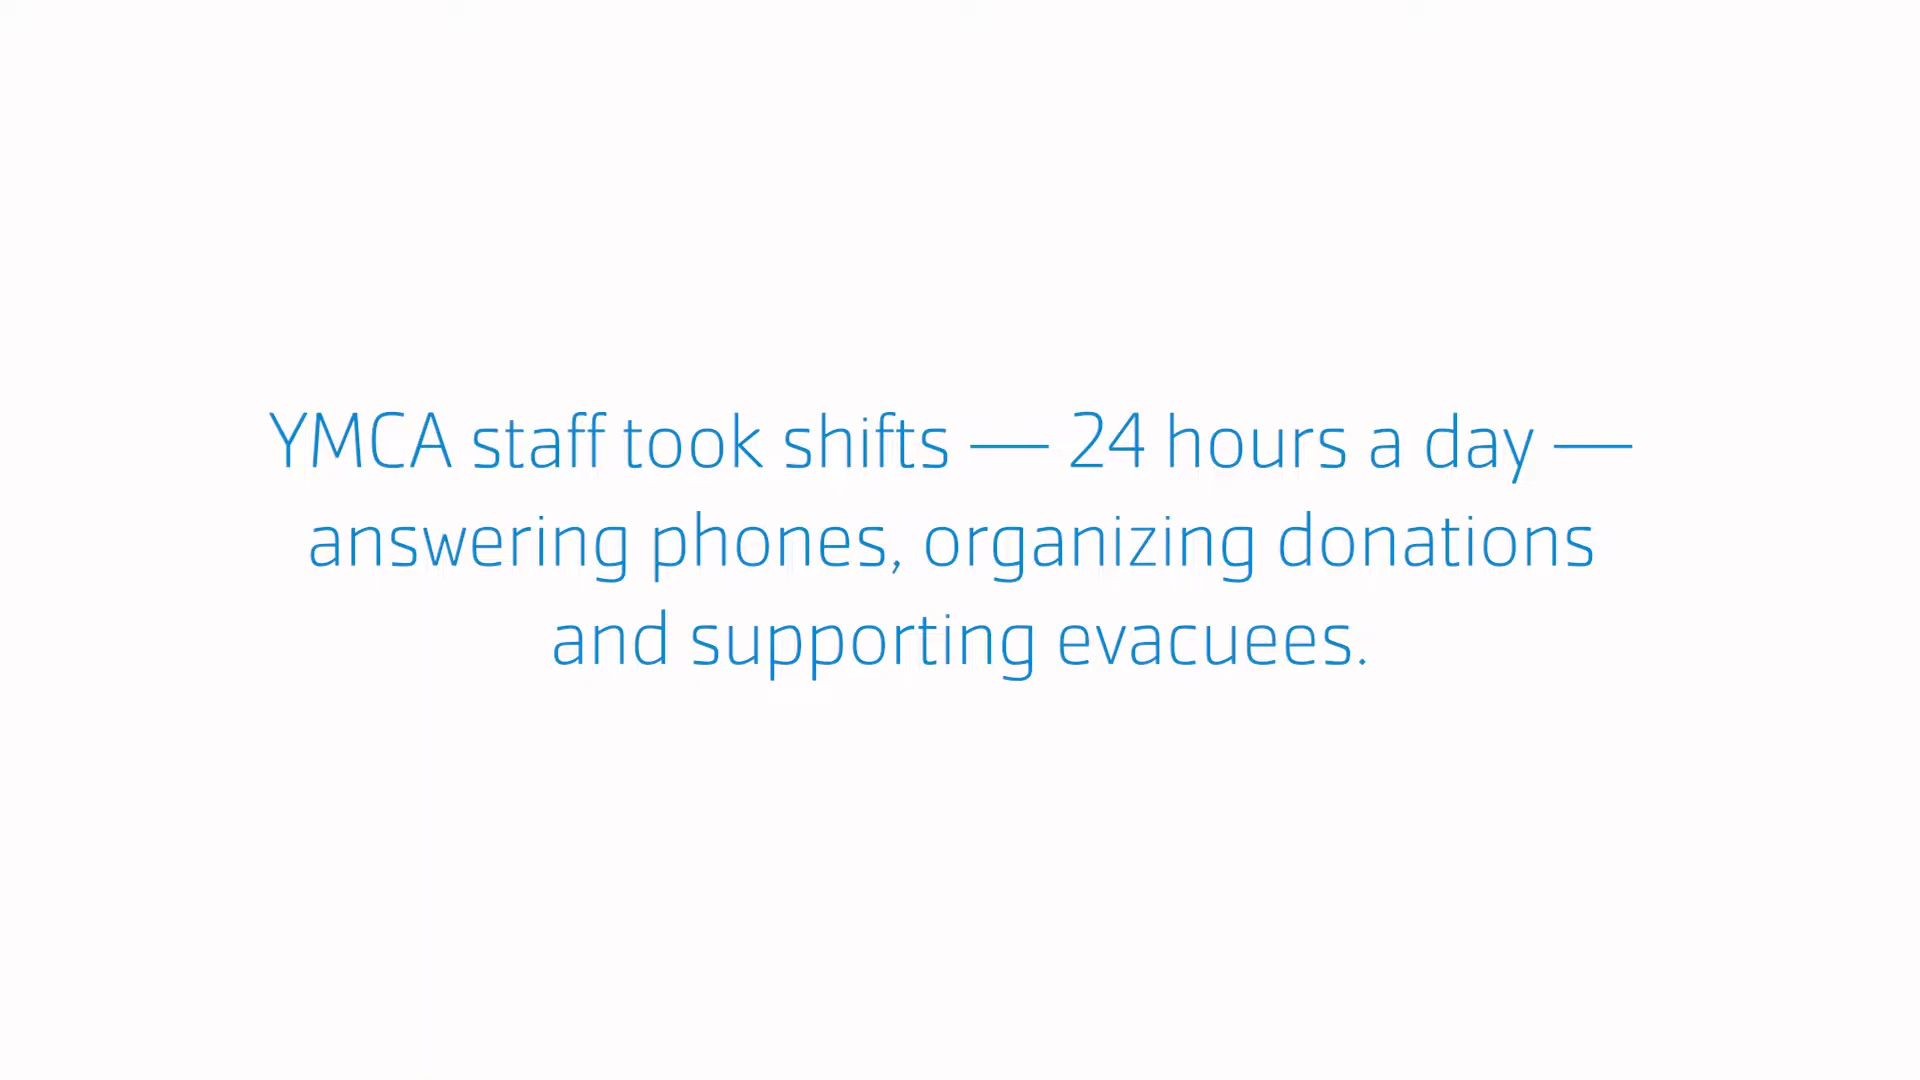 YMCA staff took shifts — 24 hours a day —
answering phones, organizing donations
and supporting evacuees.